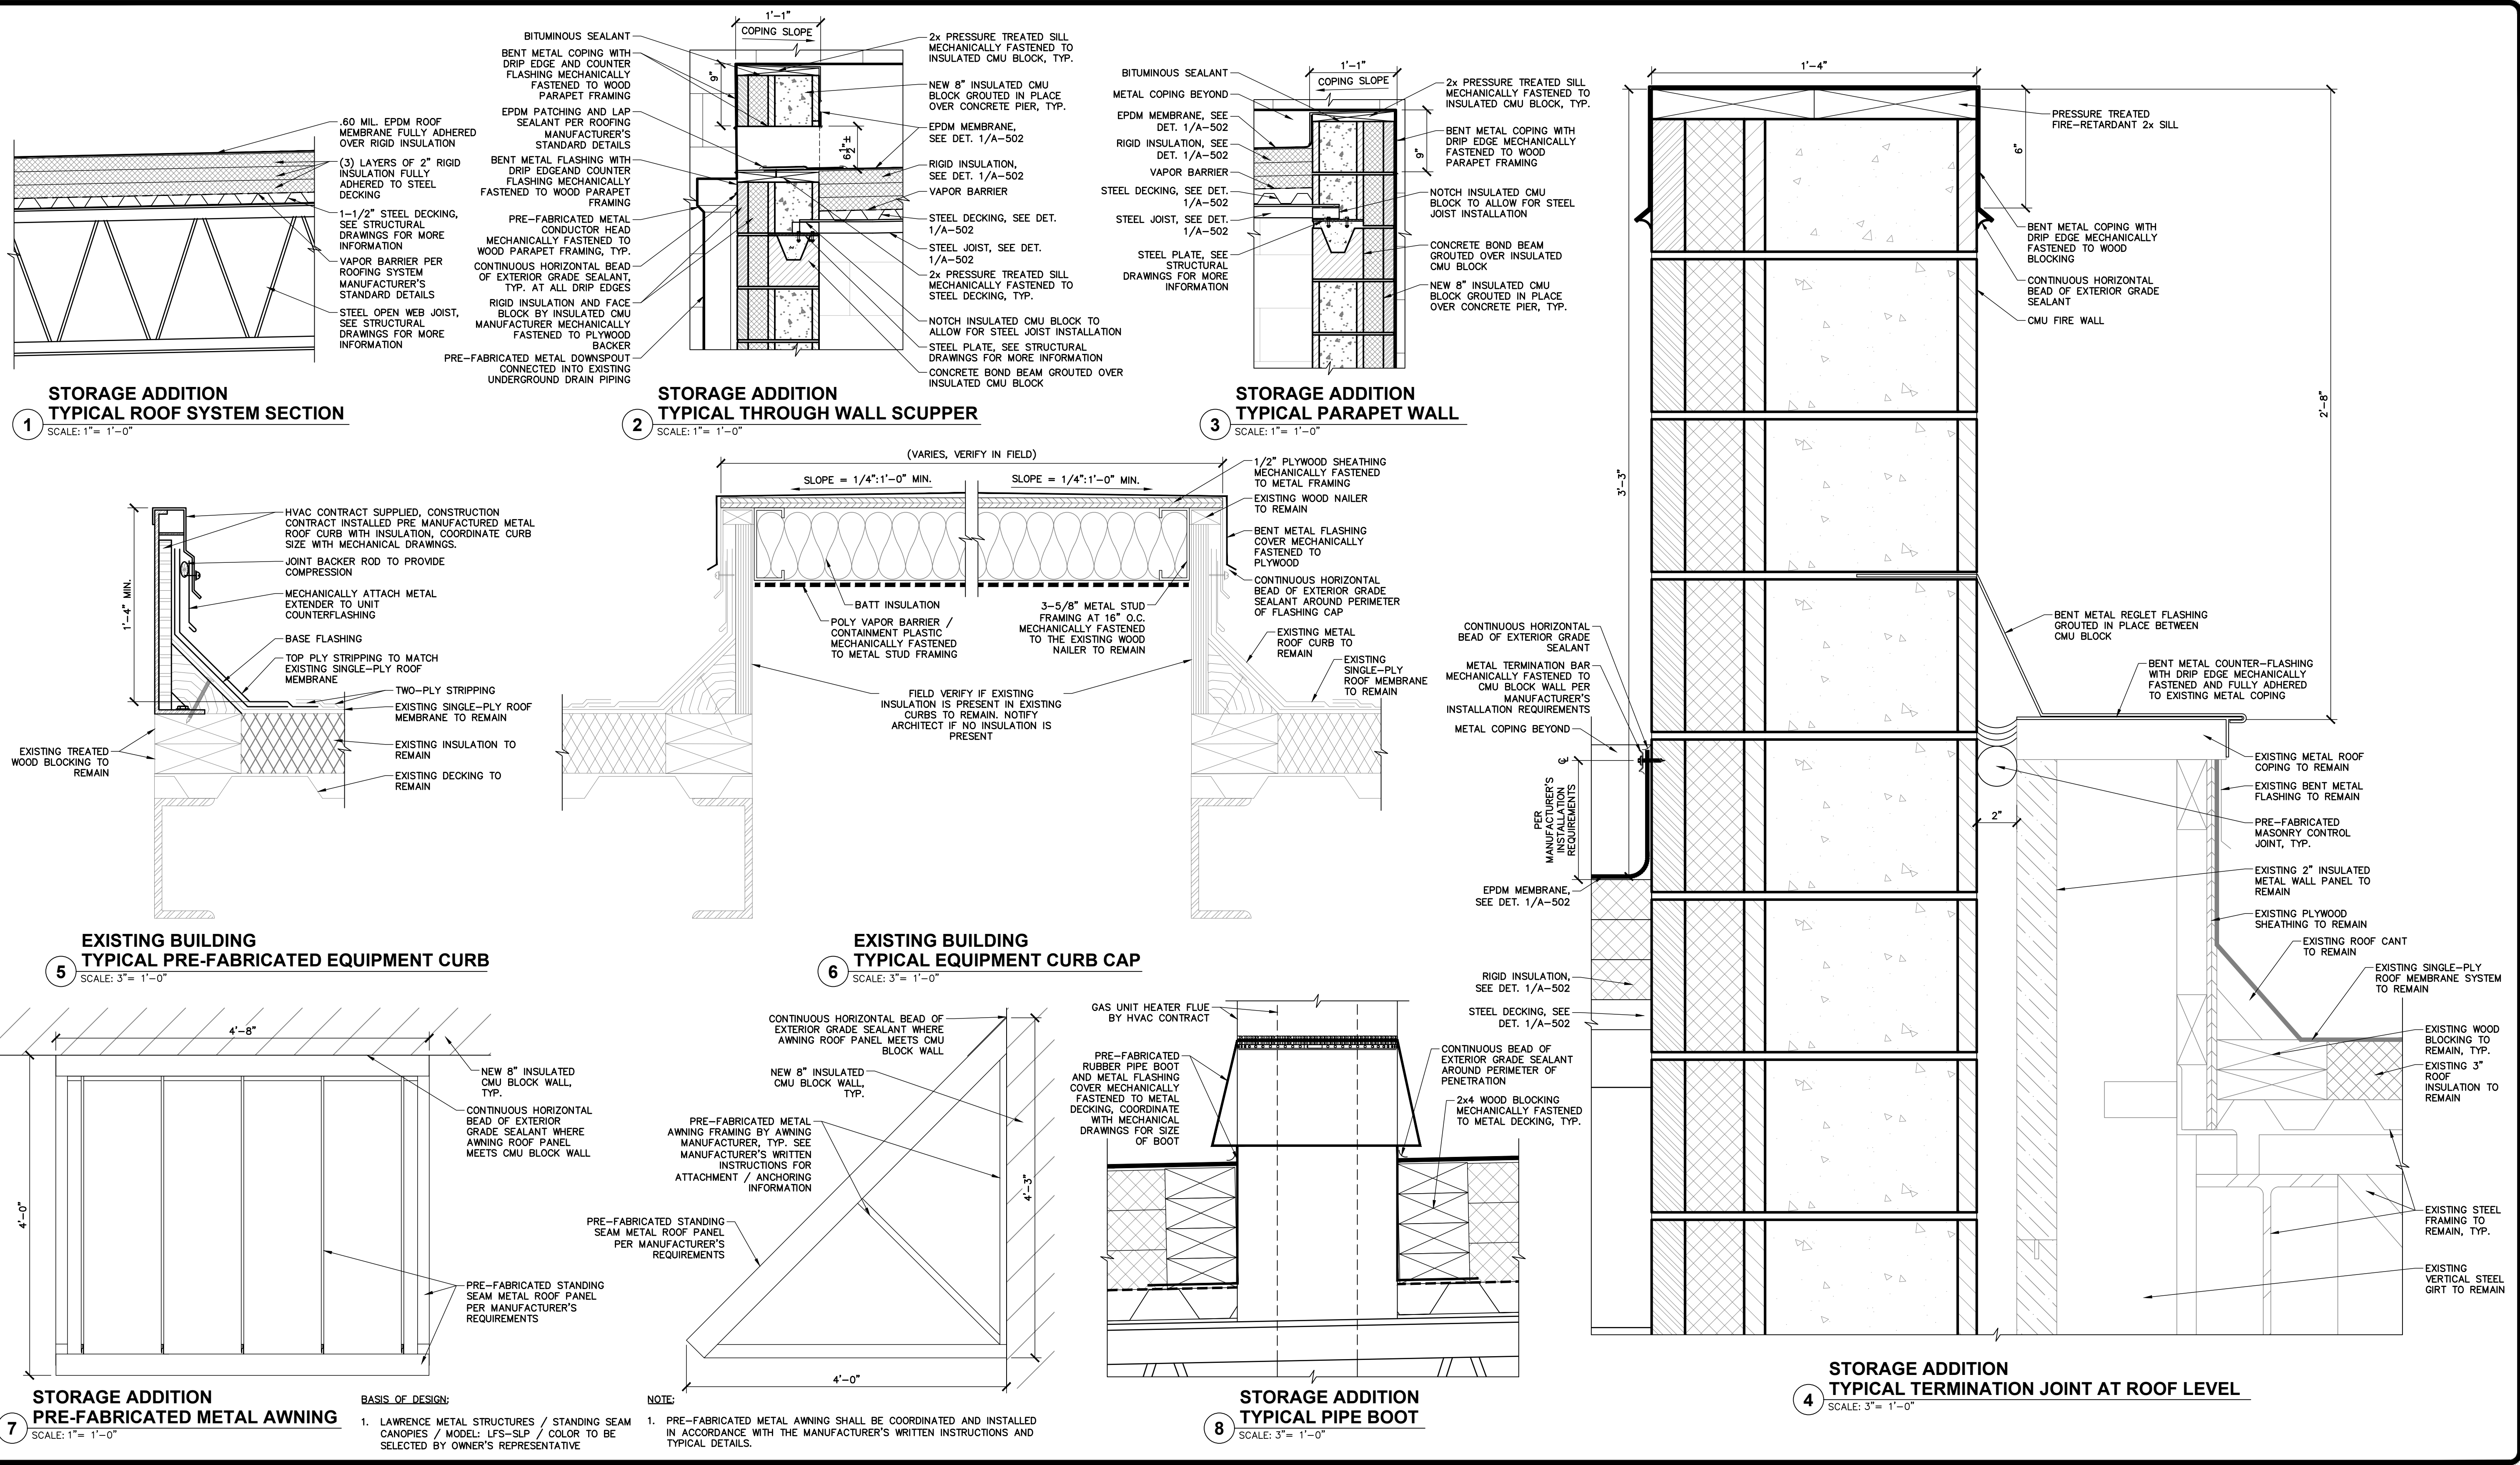 .60 MIL. EPDM ROOF
MEMBRANE FULLY ADHERED
OVER RIGID INSULATION
(3) LAYERS OF 2" RIGID
INSULATION FULLY
ADHERED TO STEEL
DECKING
1-1/2" STEEL DECKING,
SEE STRUCTURAL
DRAWINGS FOR MORE
INFORMATION
VAPOR BARRIER PER
ROOFING SYSTEM
MANUFACTURER'S
STANDARD DETAILS
STEEL OPEN WEB JOIST,
SEE STRUCTURAL
DRAWINGS FOR MORE
INFORMATION
1
STORAGE ADDITION
TYPICAL ROOF SYSTEM SECTION
SCALE: 1"= 1'-0"
1'-1"
COPING SLOPE
9"
6 1/2"±
BITUMINOUS SEALANT
BENT METAL COPING WITH
DRIP EDGE AND COUNTER
FLASHING MECHANICALLY
FASTENED TO WOOD
PARAPET FRAMING
EPDM PATCHING AND LAP
SEALANT PER ROOFING
MANUFACTURER'S
STANDARD DETAILS
BENT METAL FLASHING WITH
DRIP EDGEAND COUNTER
FLASHING MECHANICALLY
FASTENED TO WOOD PARAPET
FRAMING
PRE-FABRICATED METAL
CONDUCTOR HEAD
MECHANICALLY FASTENED TO
WOOD PARAPET FRAMING, TYP.
CONTINUOUS HORIZONTAL BEAD
OF EXTERIOR GRADE SEALANT,
TYP. AT ALL DRIP EDGES
RIGID INSULATION AND FACE
BLOCK BY INSULATED CMU
MANUFACTURER MECHANICALLY
FASTENED TO PLYWOOD
BACKER
PRE-FABRICATED METAL DOWNSPOUT
CONNECTED INTO EXISTING
UNDERGROUND DRAIN PIPING
2x PRESSURE TREATED SILL
MECHANICALLY FASTENED TO
INSULATED CMU BLOCK, TYP.
NEW 8" INSULATED CMU
BLOCK GROUTED IN PLACE
OVER CONCRETE PIER, TYP.
EPDM MEMBRANE,
SEE DET. 1/A-502
RIGID INSULATION,
SEE DET. 1/A-502
VAPOR BARRIER
STEEL DECKING, SEE DET.
1/A-502
STEEL JOIST, SEE DET.
1/A-502
2x PRESSURE TREATED SILL
MECHANICALLY FASTENED TO
STEEL DECKING, TYP.
NOTCH INSULATED CMU BLOCK TO
ALLOW FOR STEEL JOIST INSTALLATION
STEEL PLATE, SEE STRUCTURAL
DRAWINGS FOR MORE INFORMATION
CONCRETE BOND BEAM GROUTED OVER
INSULATED CMU BLOCK
2
STORAGE ADDITION
TYPICAL THROUGH WALL SCUPPER
SCALE: 1"= 1'-0"
1'-1"
COPING SLOPE
9"
BITUMINOUS SEALANT
METAL COPING BEYOND
EPDM MEMBRANE, SEE
DET. 1/A-502
RIGID INSULATION, SEE
DET. 1/A-502
VAPOR BARRIER
STEEL DECKING, SEE DET.
1/A-502
STEEL JOIST, SEE DET.
1/A-502
STEEL PLATE, SEE
STRUCTURAL
DRAWINGS FOR MORE
INFORMATION
2x PRESSURE TREATED SILL
MECHANICALLY FASTENED TO
INSULATED CMU BLOCK, TYP.
BENT METAL COPING WITH
DRIP EDGE MECHANICALLY
FASTENED TO WOOD
PARAPET FRAMING
NOTCH INSULATED CMU
BLOCK TO ALLOW FOR STEEL
JOIST INSTALLATION
CONCRETE BOND BEAM
GROUTED OVER INSULATED
CMU BLOCK
NEW 8" INSULATED CMU
BLOCK GROUTED IN PLACE
OVER CONCRETE PIER, TYP.
3
STORAGE ADDITION
TYPICAL PARAPET WALL
SCALE: 1"= 1'-0"
1'-4"
6"
3'-3"
2'-8"
2"
PRESSURE TREATED
FIRE-RETARDANT 2x SILL
BENT METAL COPING WITH
DRIP EDGE MECHANICALLY
FASTENED TO WOOD
BLOCKING
CONTINUOUS HORIZONTAL
BEAD OF EXTERIOR GRADE
SEALANT
CMU FIRE WALL
BENT METAL REGLET FLASHING
GROUTED IN PLACE BETWEEN
CMU BLOCK
BENT METAL COUNTER-FLASHING
WITH DRIP EDGE MECHANICALLY
FASTENED AND FULLY ADHERED
TO EXISTING METAL COPING
EXISTING METAL ROOF
COPING TO REMAIN
EXISTING BENT METAL
FLASHING TO REMAIN
PRE-FABRICATED
MASONRY CONTROL
JOINT, TYP.
EXISTING 2" INSULATED
METAL WALL PANEL TO
REMAIN
EXISTING PLYWOOD
SHEATHING TO REMAIN
EXISTING ROOF CANT
TO REMAIN
EXISTING SINGLE-PLY
ROOF MEMBRANE SYSTEM
TO REMAIN
EXISTING WOOD
BLOCKING TO
REMAIN, TYP.
EXISTING 3"
ROOF
INSULATION TO
REMAIN
EXISTING STEEL
FRAMING TO
REMAIN, TYP.
EXISTING
VERTICAL STEEL
GIRT TO REMAIN
CONTINUOUS HORIZONTAL
BEAD OF EXTERIOR GRADE
SEALANT
METAL TERMINATION BAR
MECHANICALLY FASTENED TO
CMU BLOCK WALL PER
MANUFACTURER'S
INSTALLATION REQUIREMENTS
METAL COPING BEYOND
℄
PER
MANUFACTURER'S
INSTALLATION
REQUIREMENTS
EPDM MEMBRANE,
SEE DET. 1/A-502
RIGID INSULATION,
SEE DET. 1/A-502
STEEL DECKING, SEE
DET. 1/A-502
4
STORAGE ADDITION
TYPICAL TERMINATION JOINT AT ROOF LEVEL
SCALE: 3"= 1'-0"
1'-4" MIN.
HVAC CONTRACT SUPPLIED, CONSTRUCTION
CONTRACT INSTALLED PRE MANUFACTURED METAL
ROOF CURB WITH INSULATION, COORDINATE CURB
SIZE WITH MECHANICAL DRAWINGS.
JOINT BACKER ROD TO PROVIDE
COMPRESSION
MECHANICALLY ATTACH METAL
EXTENDER TO UNIT
COUNTERFLASHING
BASE FLASHING
TOP PLY STRIPPING TO MATCH
EXISTING SINGLE-PLY ROOF
MEMBRANE
TWO-PLY STRIPPING
EXISTING SINGLE-PLY ROOF
MEMBRANE TO REMAIN
EXISTING INSULATION TO
REMAIN
EXISTING DECKING TO
REMAIN
EXISTING TREATED
WOOD BLOCKING TO
REMAIN
5
EXISTING BUILDING
TYPICAL PRE-FABRICATED EQUIPMENT CURB
SCALE: 3"= 1'-0"
(VARIES, VERIFY IN FIELD)
SLOPE = 1/4":1'-0" MIN.
SLOPE = 1/4":1'-0" MIN.
1/2" PLYWOOD SHEATHING
MECHANICALLY FASTENED
TO METAL FRAMING
EXISTING WOOD NAILER
TO REMAIN
BENT METAL FLASHING
COVER MECHANICALLY
FASTENED TO
PLYWOOD
CONTINUOUS HORIZONTAL
BEAD OF EXTERIOR GRADE
SEALANT AROUND PERIMETER
OF FLASHING CAP
BATT INSULATION
POLY VAPOR BARRIER /
CONTAINMENT PLASTIC
MECHANICALLY FASTENED
TO METAL STUD FRAMING
3-5/8" METAL STUD
FRAMING AT 16" O.C.
MECHANICALLY FASTENED
TO THE EXISTING WOOD
NAILER TO REMAIN
EXISTING METAL
ROOF CURB TO
REMAIN
EXISTING
SINGLE-PLY
ROOF MEMBRANE
TO REMAIN
FIELD VERIFY IF EXISTING
INSULATION IS PRESENT IN EXISTING
CURBS TO REMAIN. NOTIFY
ARCHITECT IF NO INSULATION IS
PRESENT
6
EXISTING BUILDING
TYPICAL EQUIPMENT CURB CAP
SCALE: 3"= 1'-0"
4'-8"
4'-0"
NEW 8" INSULATED
CMU BLOCK WALL,
TYP.
CONTINUOUS HORIZONTAL
BEAD OF EXTERIOR
GRADE SEALANT WHERE
AWNING ROOF PANEL
MEETS CMU BLOCK WALL
PRE-FABRICATED STANDING
SEAM METAL ROOF PANEL
PER MANUFACTURER'S
REQUIREMENTS
CONTINUOUS HORIZONTAL BEAD OF
EXTERIOR GRADE SEALANT WHERE
AWNING ROOF PANEL MEETS CMU
BLOCK WALL
NEW 8" INSULATED
CMU BLOCK WALL,
TYP.
PRE-FABRICATED METAL
AWNING FRAMING BY AWNING
MANUFACTURER, TYP. SEE
MANUFACTURER'S WRITTEN
INSTRUCTIONS FOR
ATTACHMENT / ANCHORING
INFORMATION
PRE-FABRICATED STANDING
SEAM METAL ROOF PANEL
PER MANUFACTURER'S
REQUIREMENTS
4'-3"
4'-0"
7
STORAGE ADDITION
PRE-FABRICATED METAL AWNING
SCALE: 1"= 1'-0"
BASIS OF DESIGN:
1. LAWRENCE METAL STRUCTURES / STANDING SEAM
CANOPIES / MODEL: LFS-SLP / COLOR TO BE
SELECTED BY OWNER'S REPRESENTATIVE
NOTE:
1. PRE-FABRICATED METAL AWNING SHALL BE COORDINATED AND INSTALLED
IN ACCORDANCE WITH THE MANUFACTURER'S WRITTEN INSTRUCTIONS AND
TYPICAL DETAILS.
GAS UNIT HEATER FLUE
BY HVAC CONTRACT
PRE-FABRICATED
RUBBER PIPE BOOT
AND METAL FLASHING
COVER MECHANICALLY
FASTENED TO METAL
DECKING, COORDINATE
WITH MECHANICAL
DRAWINGS FOR SIZE
OF BOOT
CONTINUOUS BEAD OF
EXTERIOR GRADE SEALANT
AROUND PERIMETER OF
PENETRATION
2x4 WOOD BLOCKING
MECHANICALLY FASTENED
TO METAL DECKING, TYP.
8
STORAGE ADDITION
TYPICAL PIPE BOOT
SCALE: 3"= 1'-0"